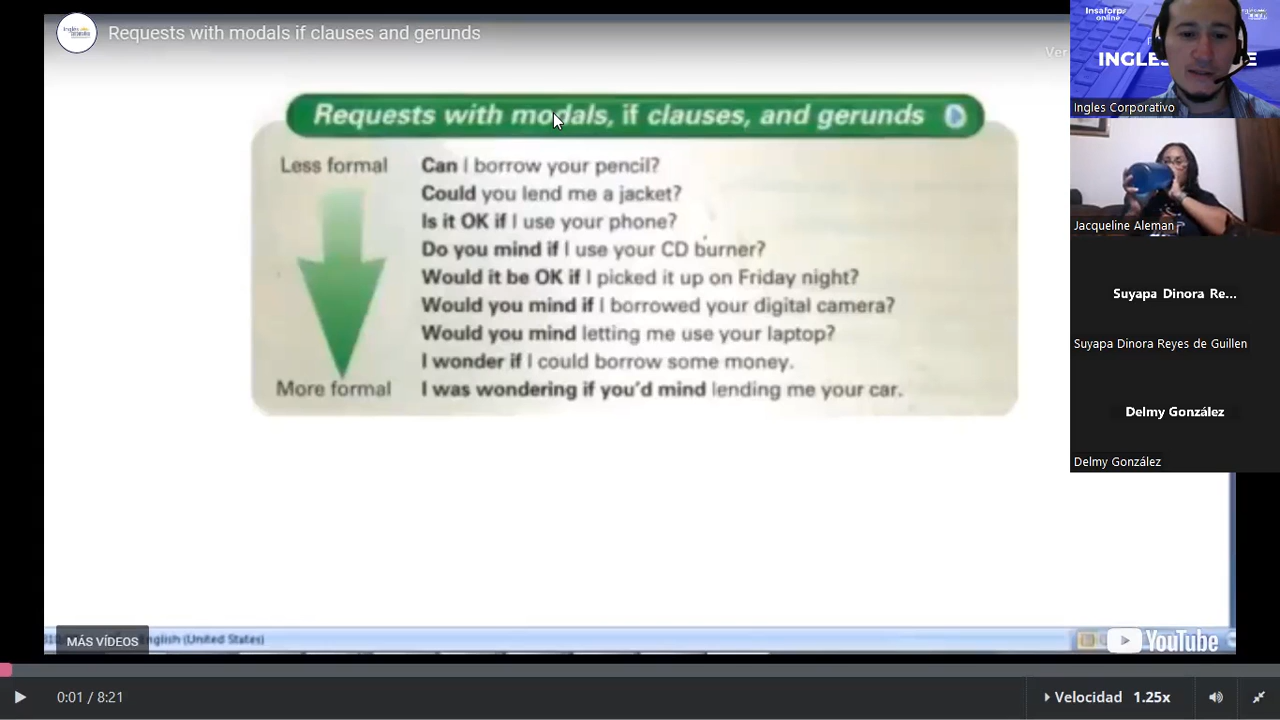 Requests with modals if clauses and gerunds
Ver
Requests with modals, if clauses, and gerunds
Less formal
Can I borrow your pencil?
Could you lend me a jacket?
Is it OK if I use your phone?
Do you mind if I use your CD burner?
Would it be OK if I picked it up on Friday night?
Would you mind if I borrowed your digital camera?
Would you mind letting me use your laptop?
I wonder if I could borrow some money.
More formal
I was wondering if you'd mind lending me your car.
Insaforp
online
INGLES
Ingles Corporativo
Jacqueline Aleman
Suyapa Dinora Re...
Suyapa Dinora Reyes de Guillen
Delmy González
Delmy González
MÁS VÍDEOS
English (United States)
YouTube
0:01 / 8:21
Velocidad 1.25x